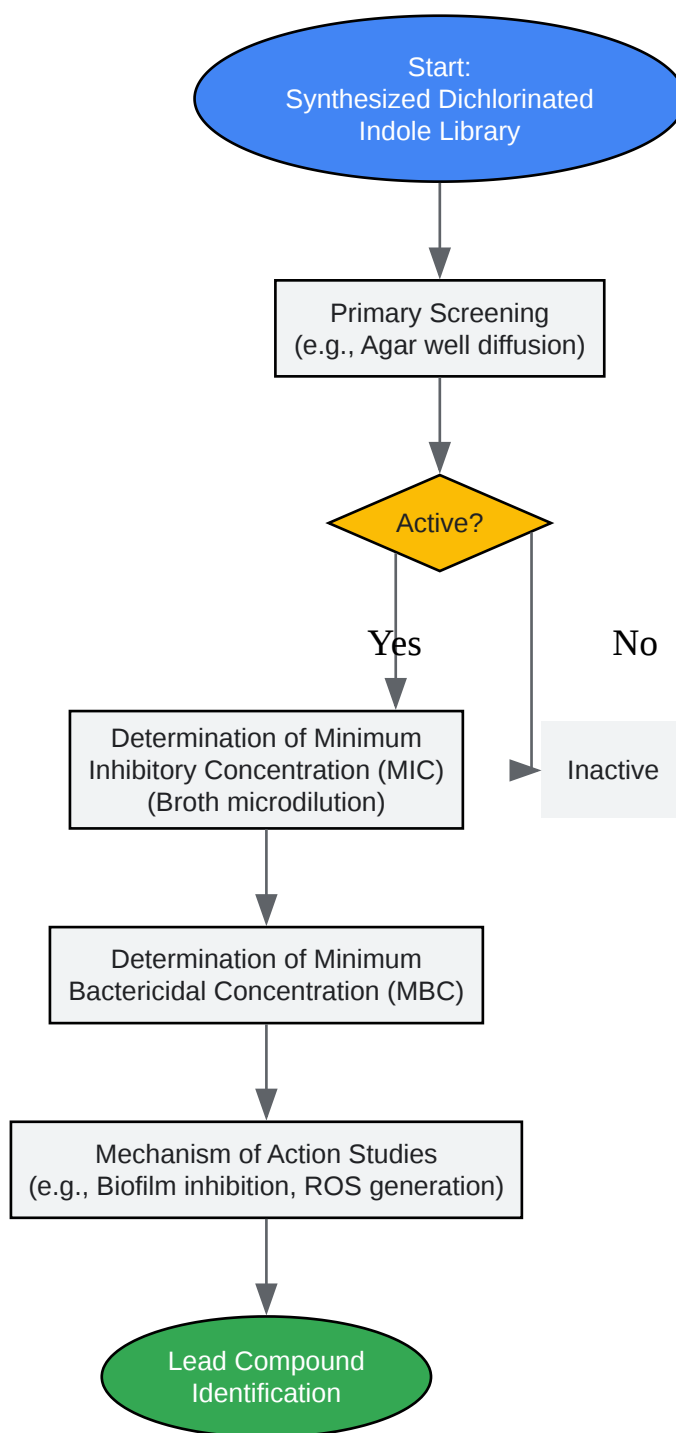 Start:
Synthesized Dichlorinated
Indole Library
Primary Screening
(e.g., Agar well diffusion)
Active?
Yes
No
Determination of Minimum
Inhibitory Concentration (MIC)
(Broth microdilution)
Inactive
Determination of Minimum
Bactericidal Concentration (MBC)
Mechanism of Action Studies
(e.g., Biofilm inhibition, ROS generation)
Lead Compound
Identification